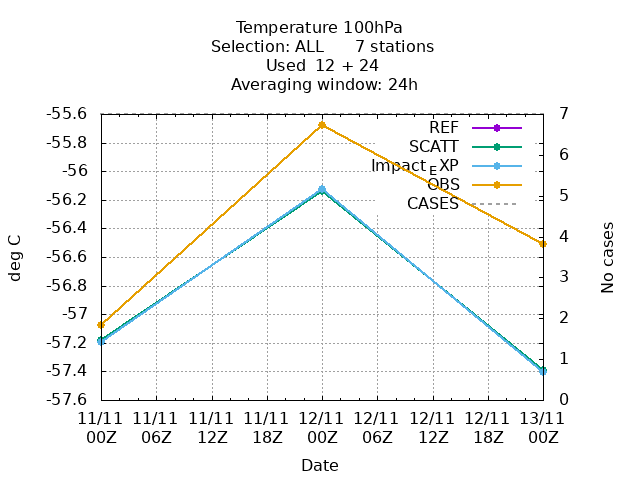 Temperature 100hPa
Selection: ALL 7 stations
Used 12 + 24
Averaging window: 24h
-55.6
-55.8
-56
-56.2
-56.4
-56.6
-56.8
-57
-57.2
-57.4
-57.6
deg C
7
6
5
4
3
2
1
0
No cases
REF
SCATT
Impact_EXP
OBS
CASES
11/11 11/11 11/11 11/11 12/11 12/11 12/11 12/11 13/11
00Z 06Z 12Z 18Z 00Z 06Z 12Z 18Z 00Z
Date